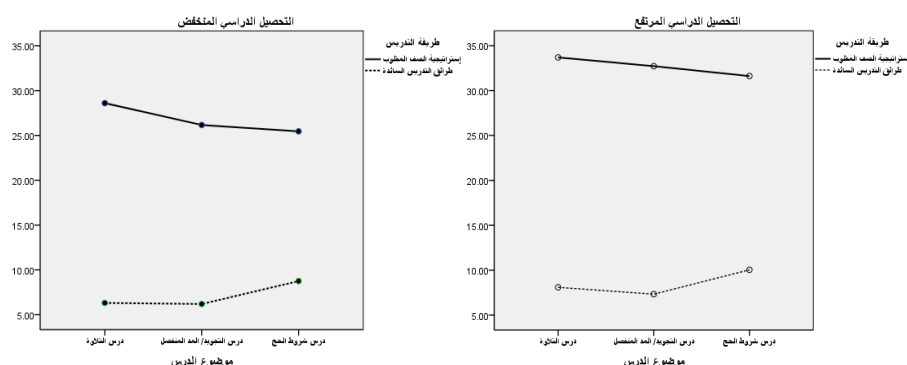 التحصيل الدراسي المنخفض
35.00
30.00
25.00
20.00
15.00
10.00
5.00
طريقة التدريس
إستراتيجية الصف المقلوب
طرائق التدريس السائدة
درس التلاوة
درس التجويد/ المد المنفصل
درس شروط الحج
موضوع الدرس
التحصيل الدراسي المرتفع
35.00
30.00
25.00
20.00
15.00
10.00
5.00
طريقة التدريس
ستراتيجية الصف المقلوب
طرائق التدريس السائدة
درس التلاوة
درس التجويد/ المد المنفصل
درس شروط الحج
موضوع الدرس